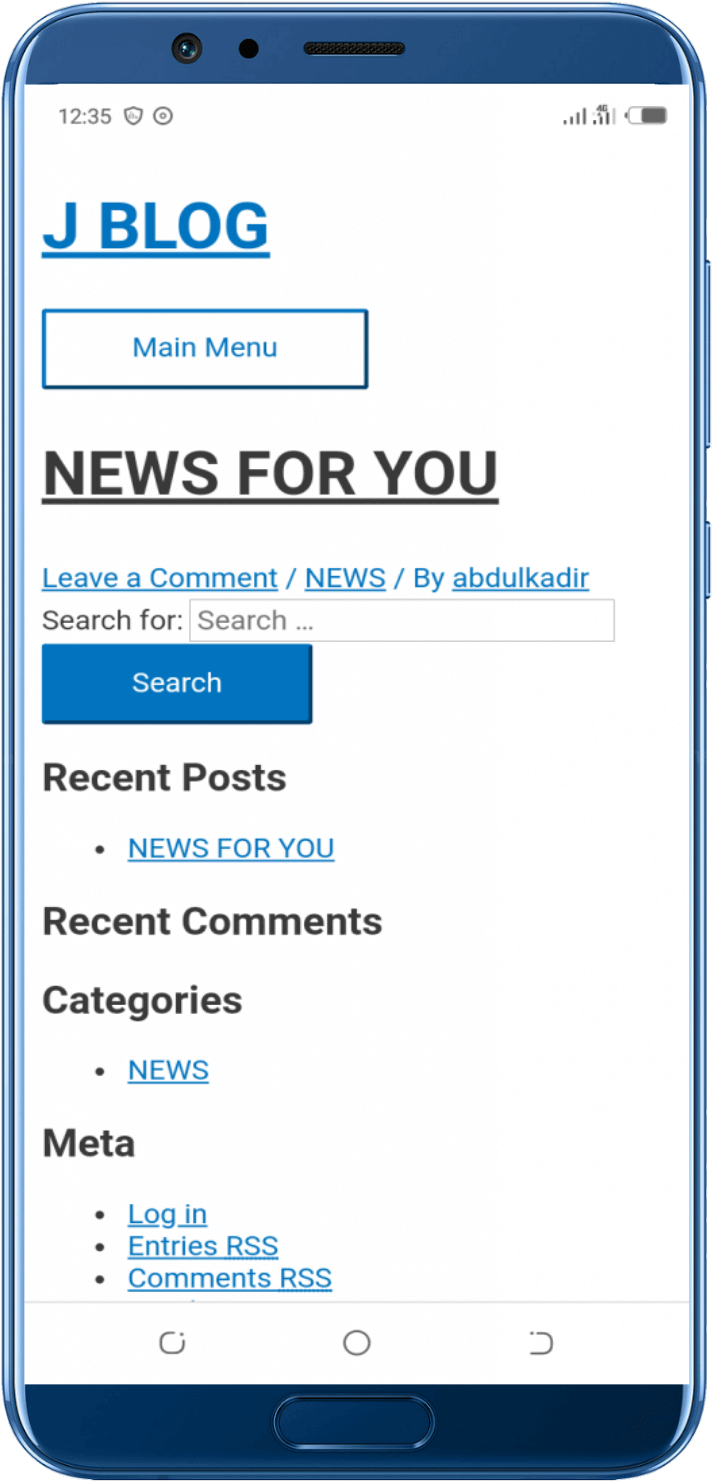 12:35
4G
J BLOG
Main Menu
NEWS FOR YOU
Leave a Comment / NEWS / By abdulkadir
Search for: Search ...
Search
Recent Posts
• NEWS FOR YOU
Recent Comments
Categories
• NEWS
Meta
• Log in
• Entries RSS
• Comments RSS